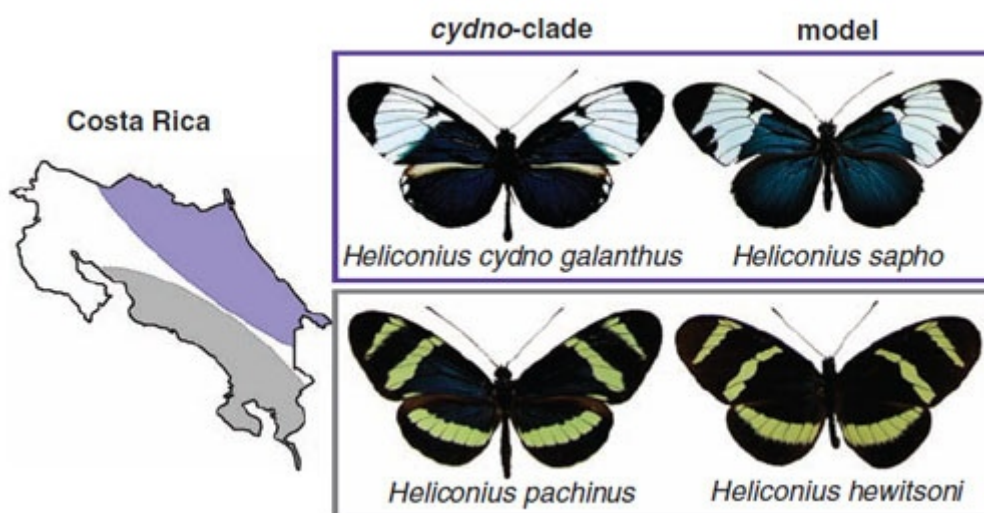 cydno-clade
model
Costa Rica
Heliconius cydno galanthus
Heliconius sapho
Heliconius pachinus
Heliconius hewitsoni